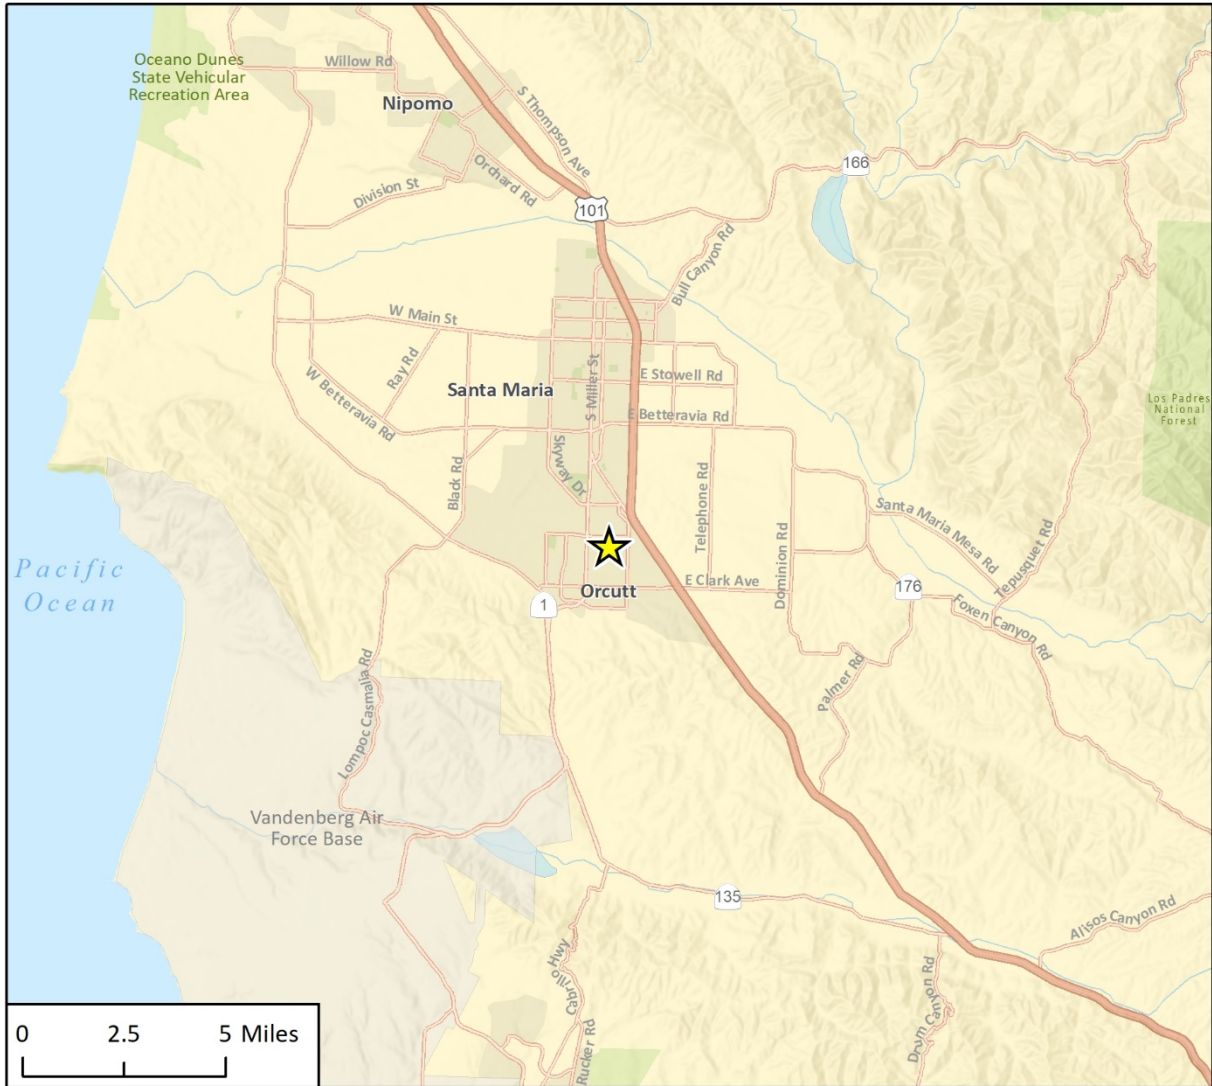 Oceano Dunes
State Vehicular
Recreation Area
Willow Rd
Nipomo
S Thompson Ave
Orchard Rd
Division St
166
101
Bull Canyon Rd
W Main St
Ray Rd
S Miller St
E Stowell Rd
Santa Maria
W Betteravia Rd
E Betteravia Rd
Los Padres
National
Forest
Skyway Dr
Black Rd
Telephone Rd
Santa Maria Mesa Rd
Dominion Rd
Tepusquet Rd
Pacific
Ocean
E Clark Ave
Orcutt
1
176
Foxen Canyon Rd
Palmer Rd
Lompoc Casmalia Rd
Vandenberg Air
Force Base
135
Alisos Canyon Rd
Cabrillo Hwy
Drum Canyon Rd
Rucker Rd
0 2.5 5 Miles